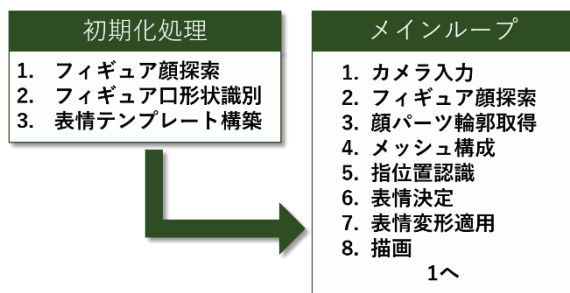 初期化処理
1. フィギュア顔探索
2. フィギュア口形状識別
3. 表情テンプレート構築
メインループ
1. カメラ入力
2. フィギュア顔探索
3. 顔パーツ輪郭取得
4. メッシュ構成
5. 指位置認識
6. 表情決定
7. 表情変形適用
8. 描画
1へ